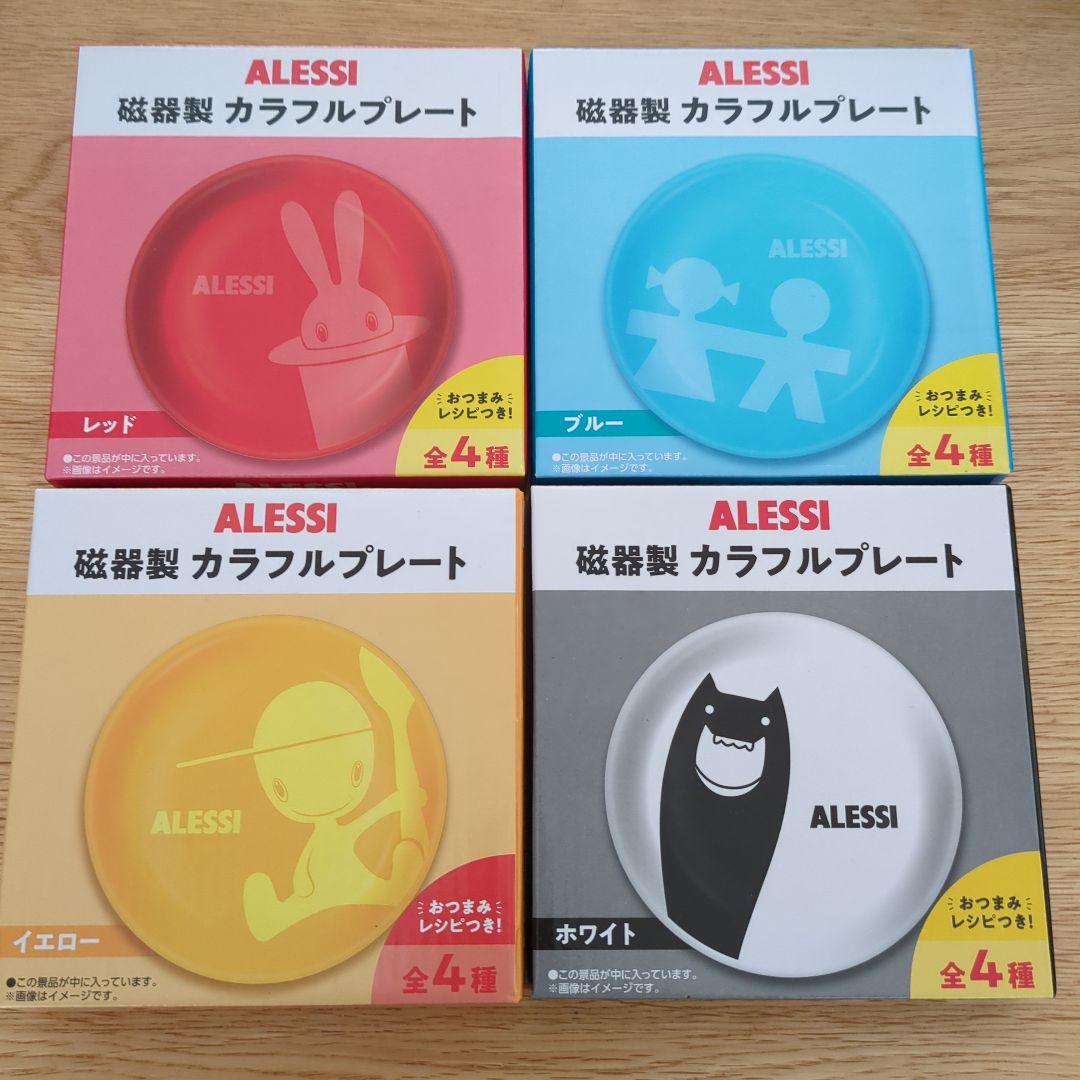 ALESSI
磁器製 カラフルプレート
ALESSI
レッド
●この景品が中に入っています。
※画像はイメージです。
おつまみ
レシピつき!
全4種
ALESSI
磁器製 カラフルプレート
ALESSI
ブルー
●この景品が中に入っています。
※画像はイメージです。
おつまみ
レシピつき!
全4種
ALESSI
磁器製 カラフルプレート
ALESSI
イエロー
●この景品が中に入っています。
※画像はイメージです。
おつまみ
レシピつき!
全4種
ALESSI
磁器製 カラフルプレート
ALESSI
ホワイト
●この景品が中に入っています。
※画像はイメージです。
おつまみ
レシピつき!
全4種